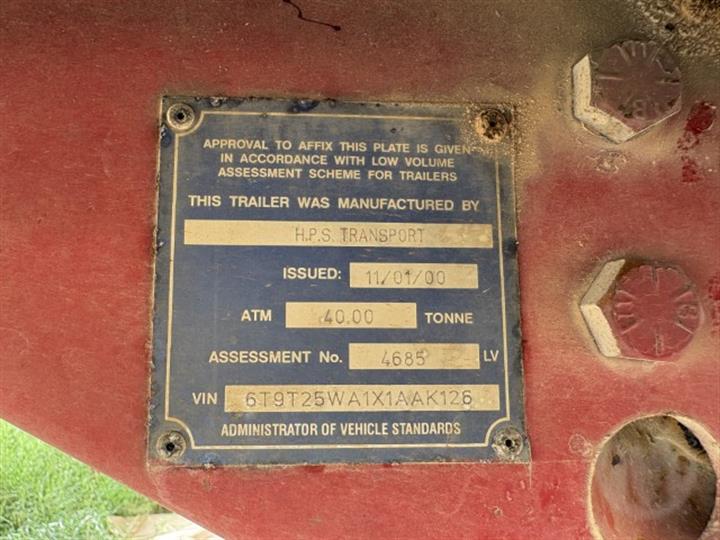 APPROVAL TO AFFIX THIS PLATE IS GIVEN
IN ACCORDANCE WITH LOW VOLUME
ASSESSMENT SCHEME FOR TRAILERS
THIS TRAILER WAS MANUFACTURED BY
H.P.S. TRANSPORT
ISSUED: 11/01/00
ATM 40.00 TONNE
ASSESSMENT No. 4685 LV
VIN 6T9T25WA1X1AAK126
ADMINISTRATOR OF VEHICLE STANDARDS